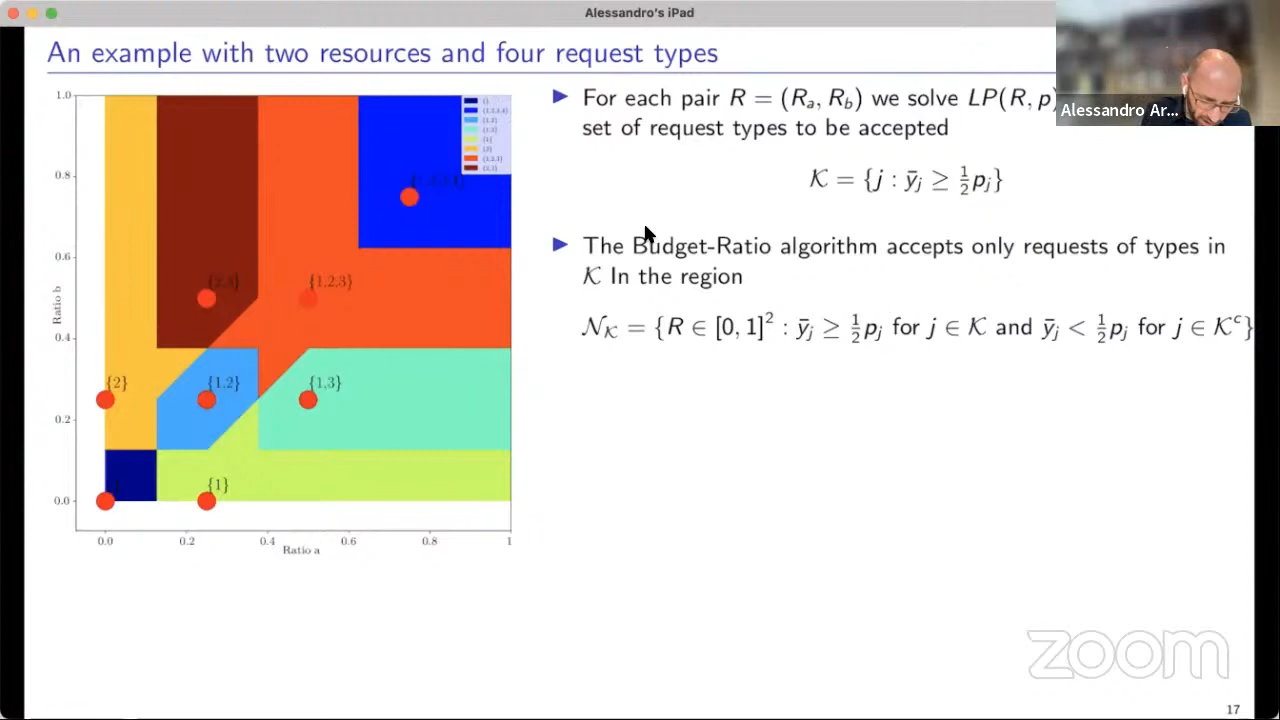 Alessandro's iPad
An example with two resources and four request types
For each pair R = (Rₐ, R_b) we solve LP(R, p)
set of request types to be accepted
𝒦 = {j : ȳⱼ ≥ ½pⱼ}
The Budget-Ratio algorithm accepts only requests of types in
𝒦 In the region
𝒩_𝒦 = {R ∈ [0, 1]² : ȳⱼ ≥ ½pⱼ for j ∈ 𝒦 and ȳⱼ < ½pⱼ for j ∈ 𝒦ᶜ}
Alessandro Ar...
1.0
0.8
0.6
0.4
0.2
0.0
Ratio b
{1,2,3}
{2}
{1,2}
{1,3}
{1}
0.0
0.2
0.4
0.6
0.8
1
Ratio a
zoom
17